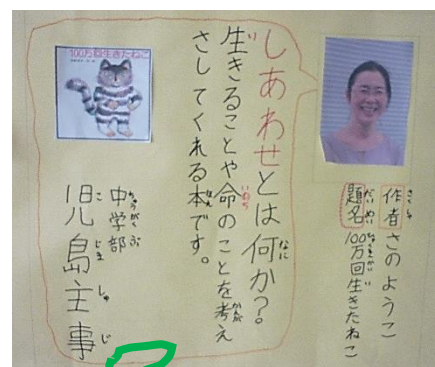 作者 さのようこ
題名 100万回生きたねこ
しあわせとは何か?
生きることや命のことを考え
さしてくれる本です。
中学部
児島主事
100万回生きたねこ